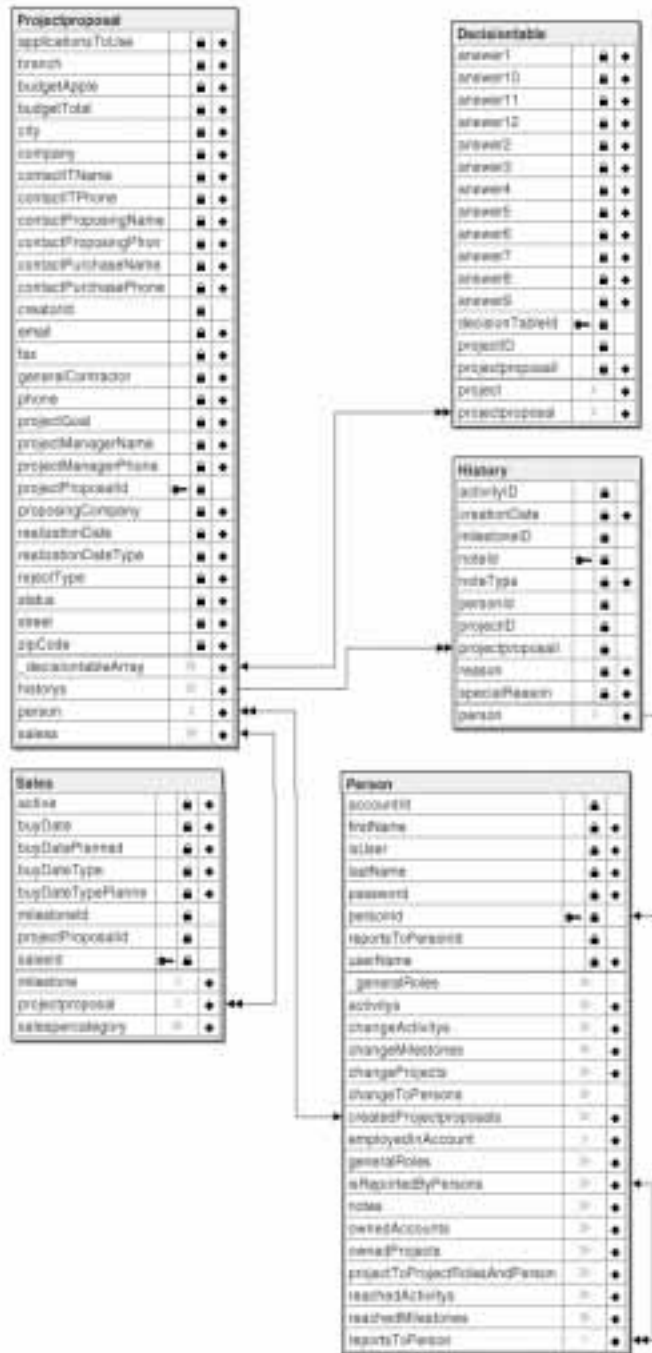 Projectproposal
applicationsToUse
branch
budgetApple
budgetTotal
city
company
contactITName
contactITPhone
contactProposingName
contactProposingPhon
contactPurchaseName
contactPurchasePhone
creatorId
email
fax
generalContractor
phone
projectGoal
projectManagerName
projectManagerPhone
projectProposalId
proposingCompany
realizationDate
realizationDateType
rejectType
status
street
zipCode
_decisiontableArray
historys
person
saless
Decisiontable
answer1
answer10
answer11
answer12
answer2
answer3
answer4
answer5
answer6
answer7
answer8
answer9
decisionTableId
projectID
projectproposalI
project
projectproposal
History
activityID
creationDate
milestoneID
noteId
noteType
personId
projectID
projectproposalI
reason
specialReason
person
Sales
active
buyDate
buyDatePlanned
buyDateType
buyDateTypePlanne
milestoneId
projectProposalId
salesId
milestone
projectproposal
salespercategory
Person
accountId
firstName
isUser
lastName
password
personId
reportsToPersonId
userName
_generalRoles
activitys
changeActivitys
changeMilestones
changeProjects
changeToPersons
createdProjectproposals
employedInAccount
generalRoles
isReportedByPersons
notes
ownedAccounts
ownedProjects
projectToProjectRolesAndPerson
reachedActivitys
reachedMilestones
reportsToPerson